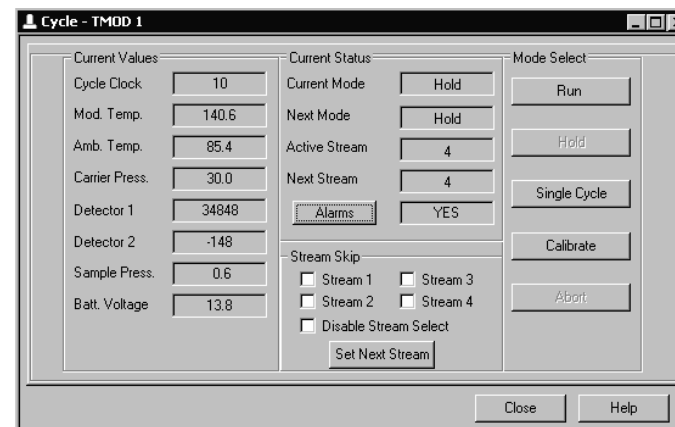 Cycle - TMOD 1
Current Values
Cycle Clock 10
Mod. Temp. 140.6
Amb. Temp. 85.4
Carrier Press. 30.0
Detector 1 34848
Detector 2 -148
Sample Press. 0.6
Batt. Voltage 13.8
Current Status
Current Mode Hold
Next Mode Hold
Active Stream 4
Next Stream 4
Alarms YES
Stream Skip
Stream 1 Stream 3
Stream 2 Stream 4
Disable Stream Select
Set Next Stream
Mode Select
Run
Hold
Single Cycle
Calibrate
Abort
Close Help